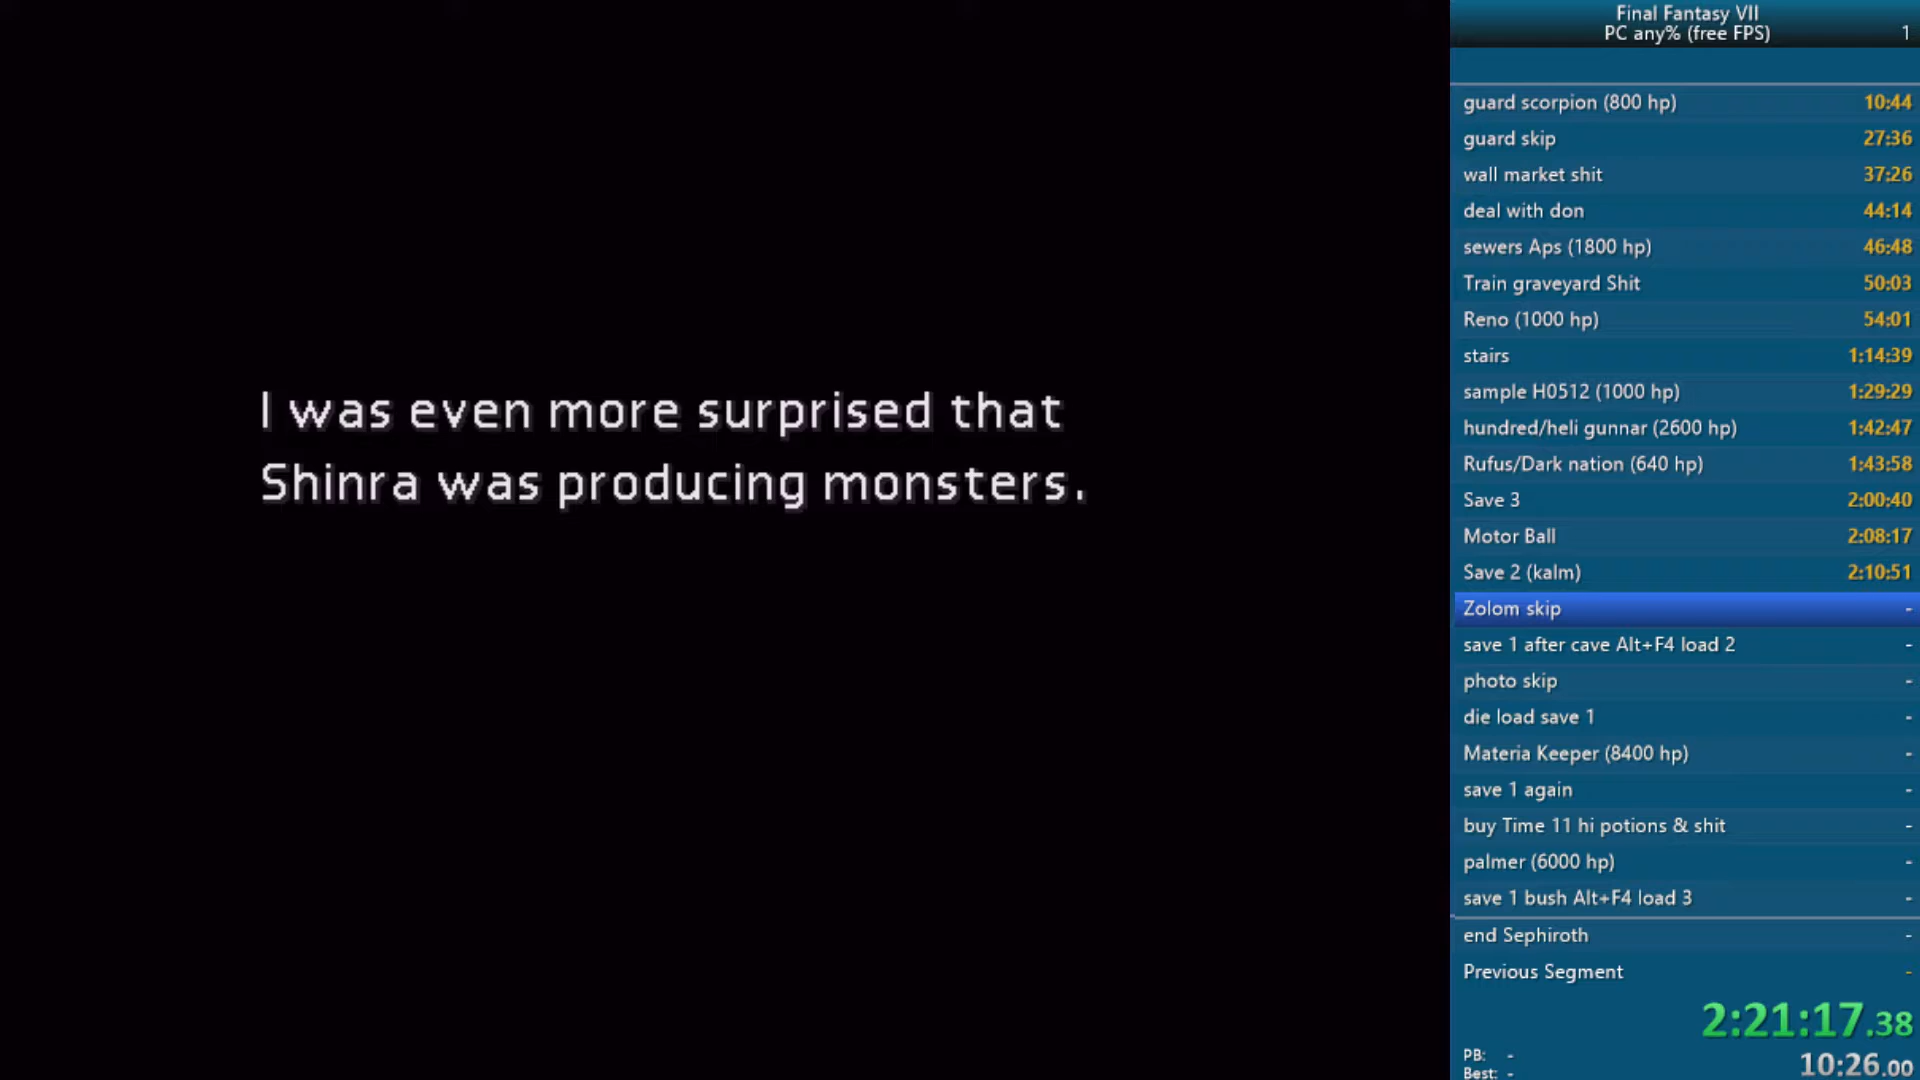 I was even more surprised that
Shinra was producing monsters.
Final Fantasy VII
PC any% (free FPS) 1
guard scorpion (800 hp) 10:44
guard skip 27:36
wall market shit 37:26
deal with don 44:14
sewers Aps (1800 hp) 46:48
Train graveyard Shit 50:03
Reno (1000 hp) 54:01
stairs 1:14:39
sample H0512 (1000 hp) 1:29:29
hundred/heli gunnar (2600 hp) 1:42:47
Rufus/Dark nation (640 hp) 1:43:58
Save 3 2:00:40
Motor Ball 2:08:17
Save 2 (kalm) 2:10:51
Zolom skip -
save 1 after cave Alt+F4 load 2 -
photo skip -
die load save 1 -
Materia Keeper (8400 hp) -
save 1 again -
buy Time 11 hi potions & shit -
palmer (6000 hp) -
save 1 bush Alt+F4 load 3 -
end Sephiroth -
Previous Segment -
2:21:17.38
PB: -
Best: - 10:26.00